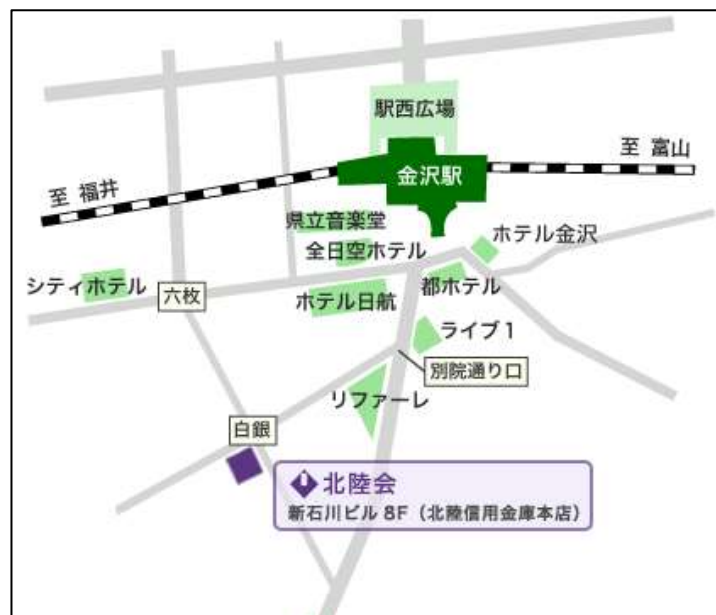 駅西広場
至 富山
金沢駅
至 福井
県立音楽堂
ホテル金沢
全日空ホテル
シティホテル
都ホテル
六枚
ホテル日航
ライブ1
別院通り口
リファーレ
白銀
北陸会
新石川ビル 8F(北陸信用金庫本店)